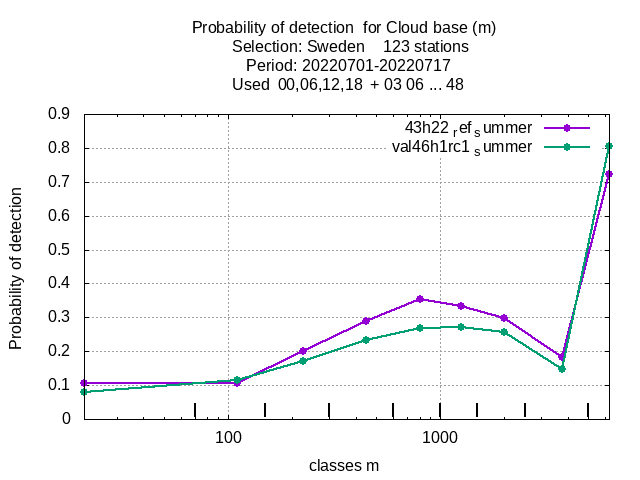 Probability of detection  for Cloud base (m)
Selection: Sweden    123 stations
Period: 20220701-20220717
Used  00,06,12,18  + 03 06 ... 48
43h22 ref summer
val46h1rc1 summer
Probability of detection
0.9
0.8
0.7
0.6
0.5
0.4
0.3
0.2
0.1
0
100
1000
classes m